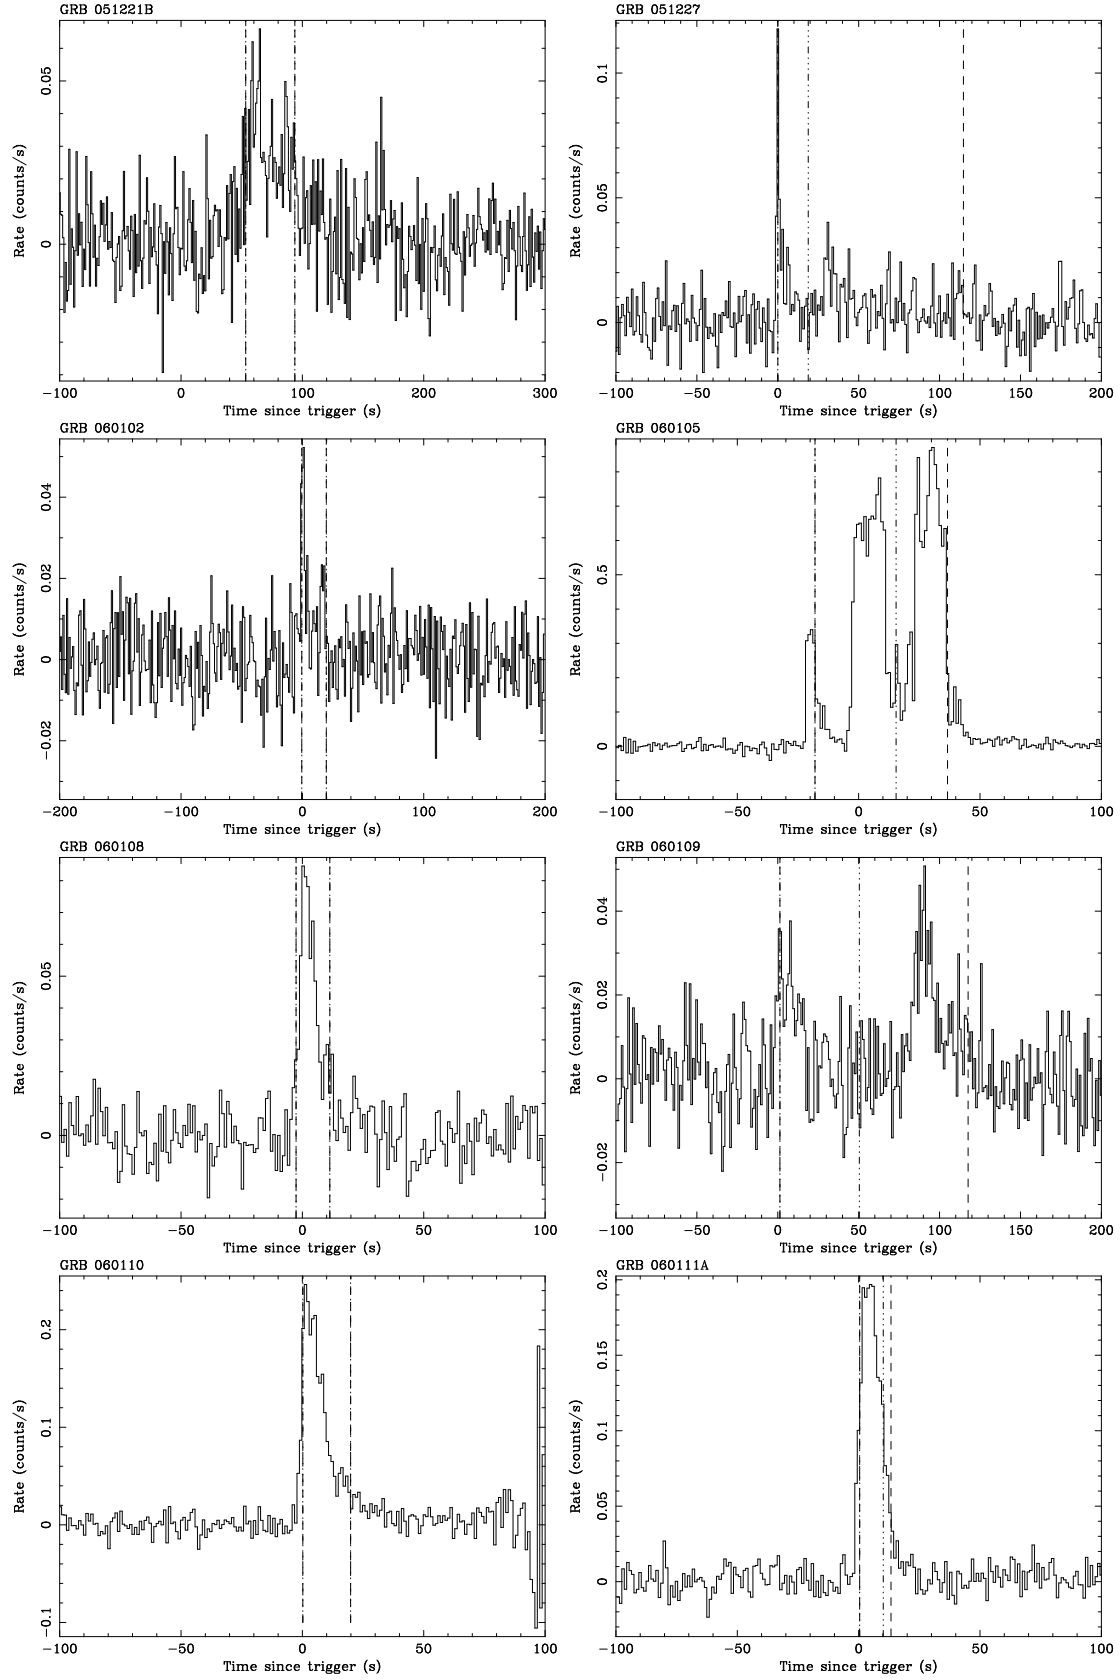 GRB 051221B
Rate (counts/s)
0.05
0
−100 0 100 200 300
Time since trigger (s)
GRB 051227
Rate (counts/s)
0.1
0.05
0
−100 −50 0 50 100 150 200
Time since trigger (s)
GRB 060102
Rate (counts/s)
0.04
0.02
0
−0.02
−200 −100 0 100 200
Time since trigger (s)
GRB 060105
Rate (counts/s)
0.5
0
−100 −50 0 50 100
Time since trigger (s)
GRB 060108
Rate (counts/s)
0.05
0
−100 −50 0 50 100
Time since trigger (s)
GRB 060109
Rate (counts/s)
0.04
0.02
0
−0.02
−100 −50 0 50 100 150 200
Time since trigger (s)
GRB 060110
Rate (counts/s)
0.2
0.1
0
−0.1
−100 −50 0 50 100
Time since trigger (s)
GRB 060111A
Rate (counts/s)
0.2
0.15
0.1
0.05
0
−100 −50 0 50 100
Time since trigger (s)